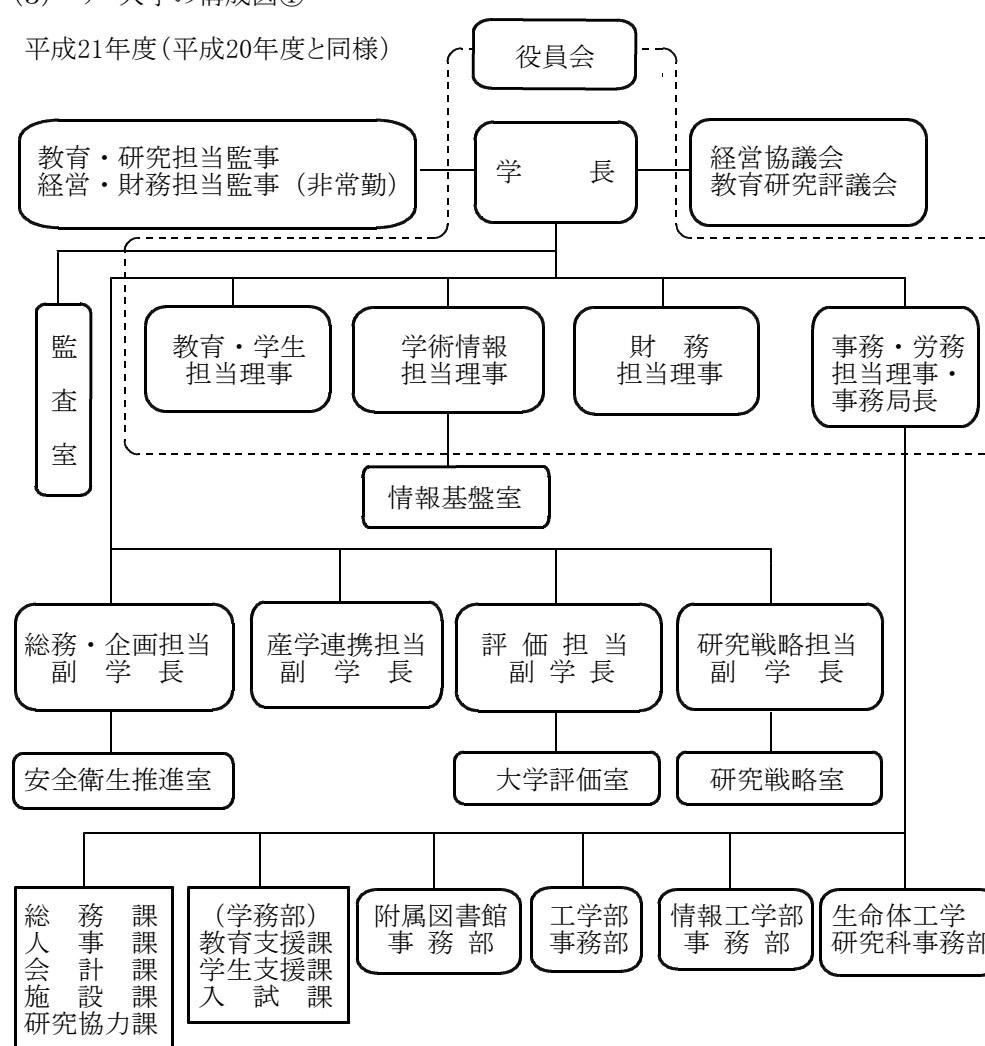 平成21年度(平成20年度と同様)
役員会
教育・研究担当監事
経営・財務担当監事(非常勤)
学長
経営協議会
教育研究評議会
監査室
教育・学生
担当理事
学術情報
担当理事
財務
担当理事
事務・労務
担当理事・
事務局長
情報基盤室
総務・企画担当
副学長
産学連携担当
副学長
評価担当
副学長
研究戦略担当
副学長
安全衛生推進室
大学評価室
研究戦略室
総務課
人事課
会計課
施設課
研究協力課
(学務部)
教育支援課
学生支援課
入試課
附属図書館
事務部
工学部
事務部
情報工学部
事務部
生命体工学
研究科事務部